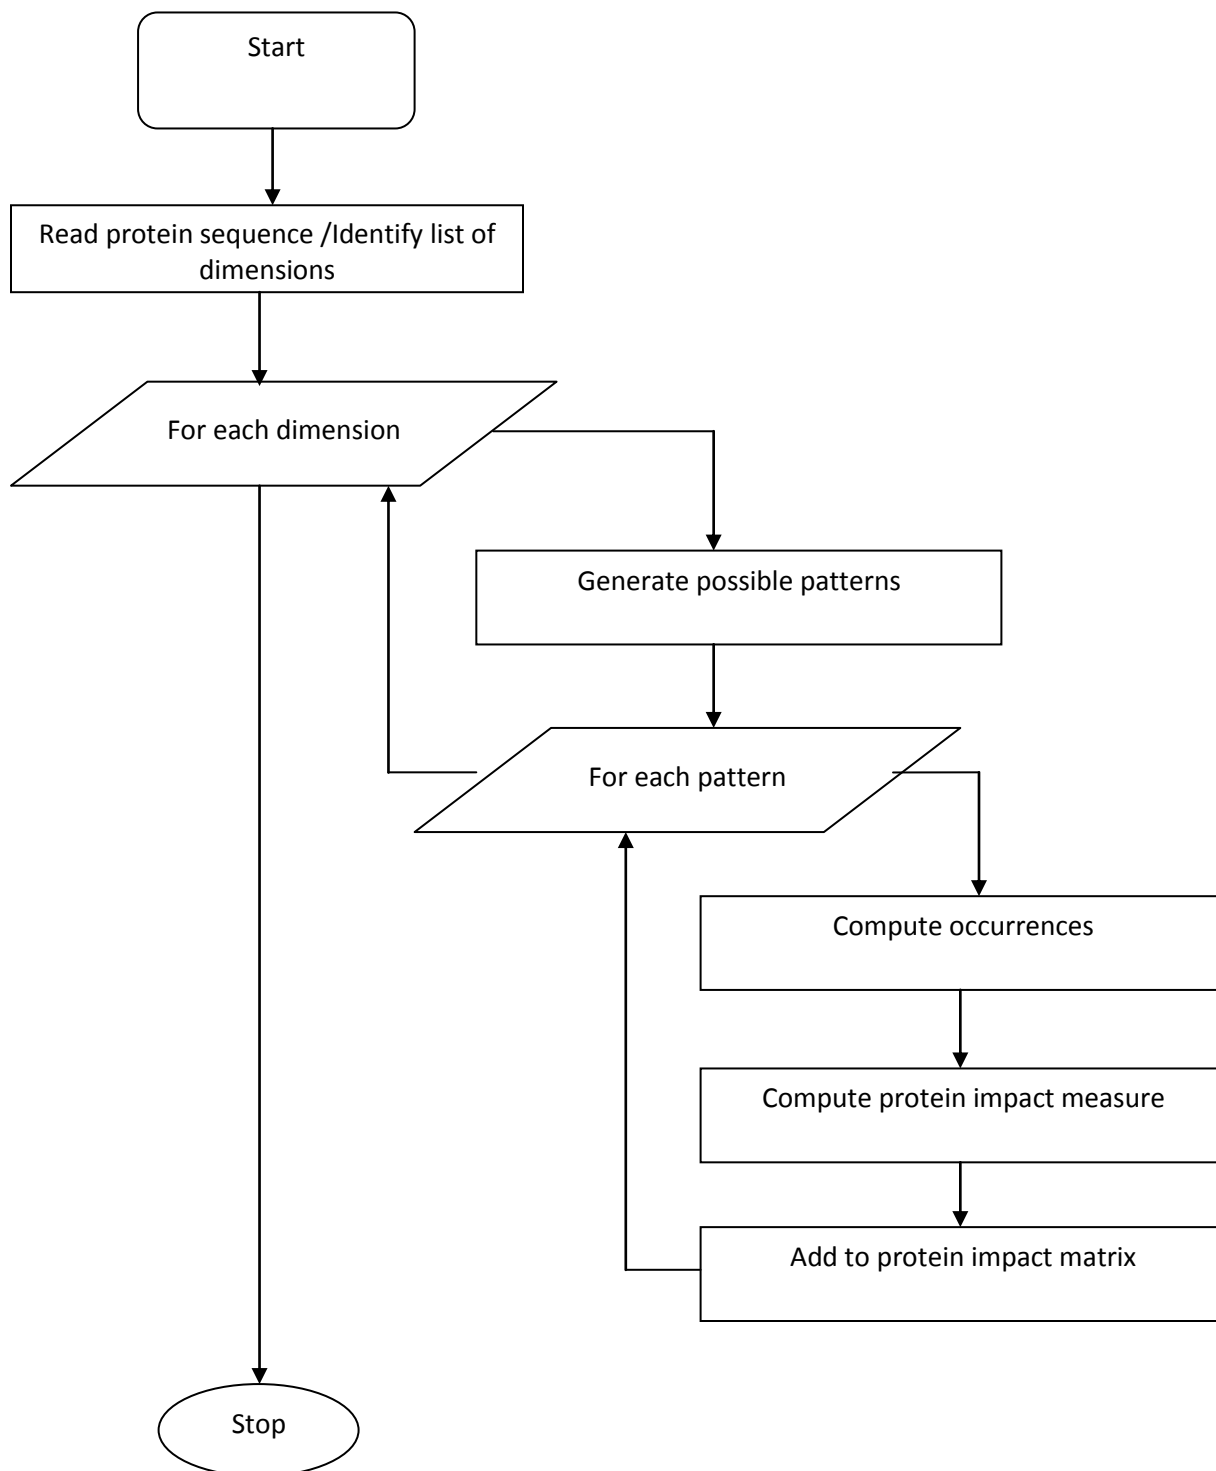 Start
Read protein sequence /Identify list of
dimensions
For each dimension
Generate possible patterns
For each pattern
Compute occurrences
Compute protein impact measure
Add to protein impact matrix
Stop